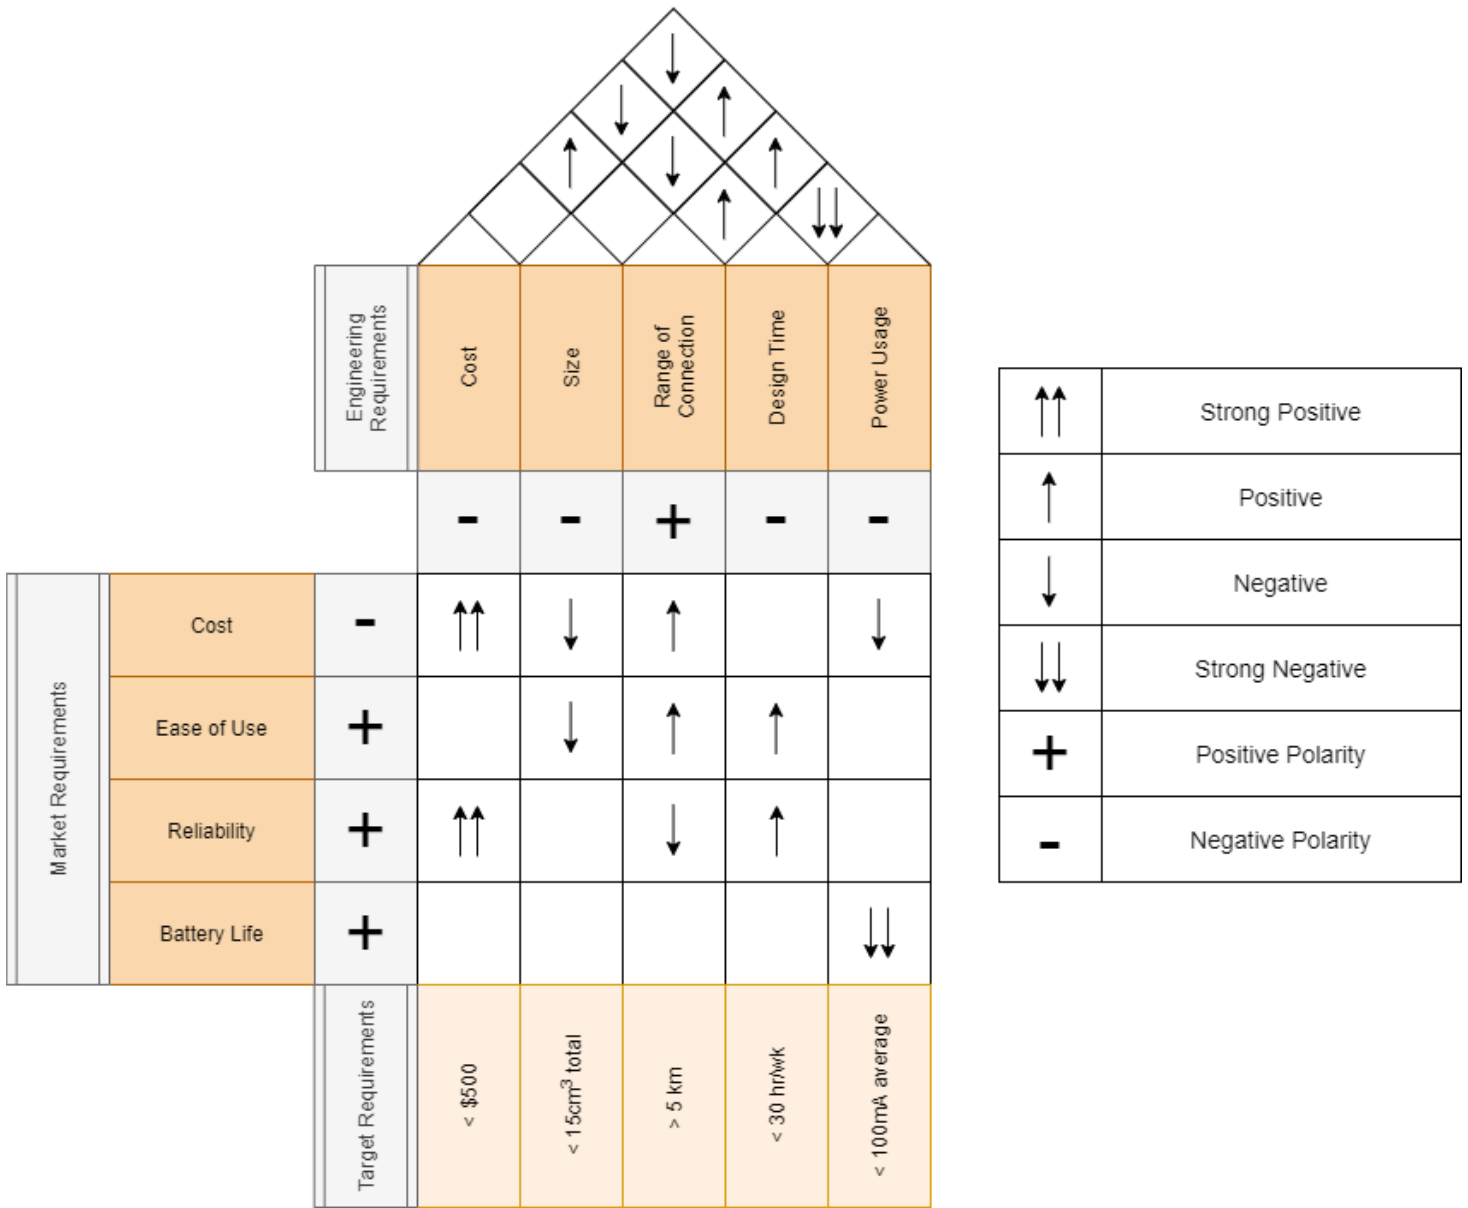 Engineering
Requirements
Cost
Size
Range of
Connection
Design Time
Power Usage
-
-
+
-
-
Market Requirements
Cost
-
Ease of Use
+
Reliability
+
Battery Life
+
Target Requirements
< $500
< 15cm³ total
> 5 km
< 30 hr/wk
< 100mA average
↑↑ Strong Positive
↑ Positive
↓ Negative
↓↓ Strong Negative
+ Positive Polarity
- Negative Polarity